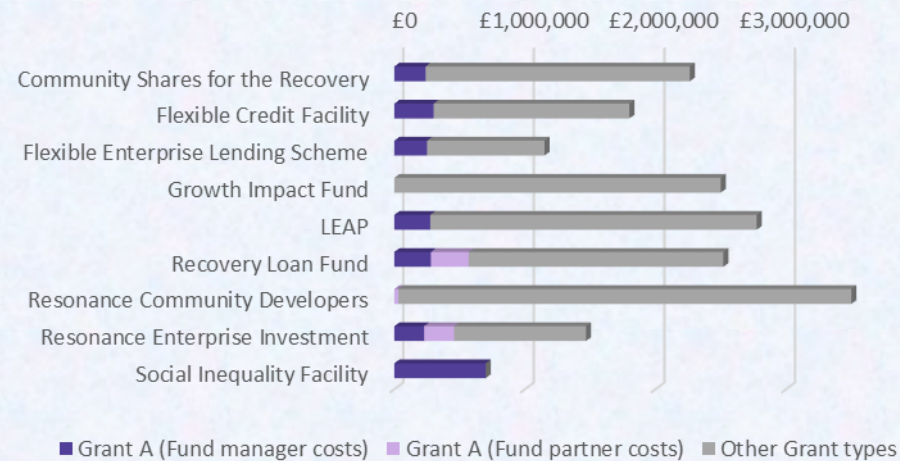 £0 £1,000,000 £2,000,000 £3,000,000
Community Shares for the Recovery
Flexible Credit Facility
Flexible Enterprise Lending Scheme
Growth Impact Fund
LEAP
Recovery Loan Fund
Resonance Community Developers
Resonance Enterprise Investment
Social Inequality Facility
Grant A (Fund manager costs) Grant A (Fund partner costs) Other Grant types